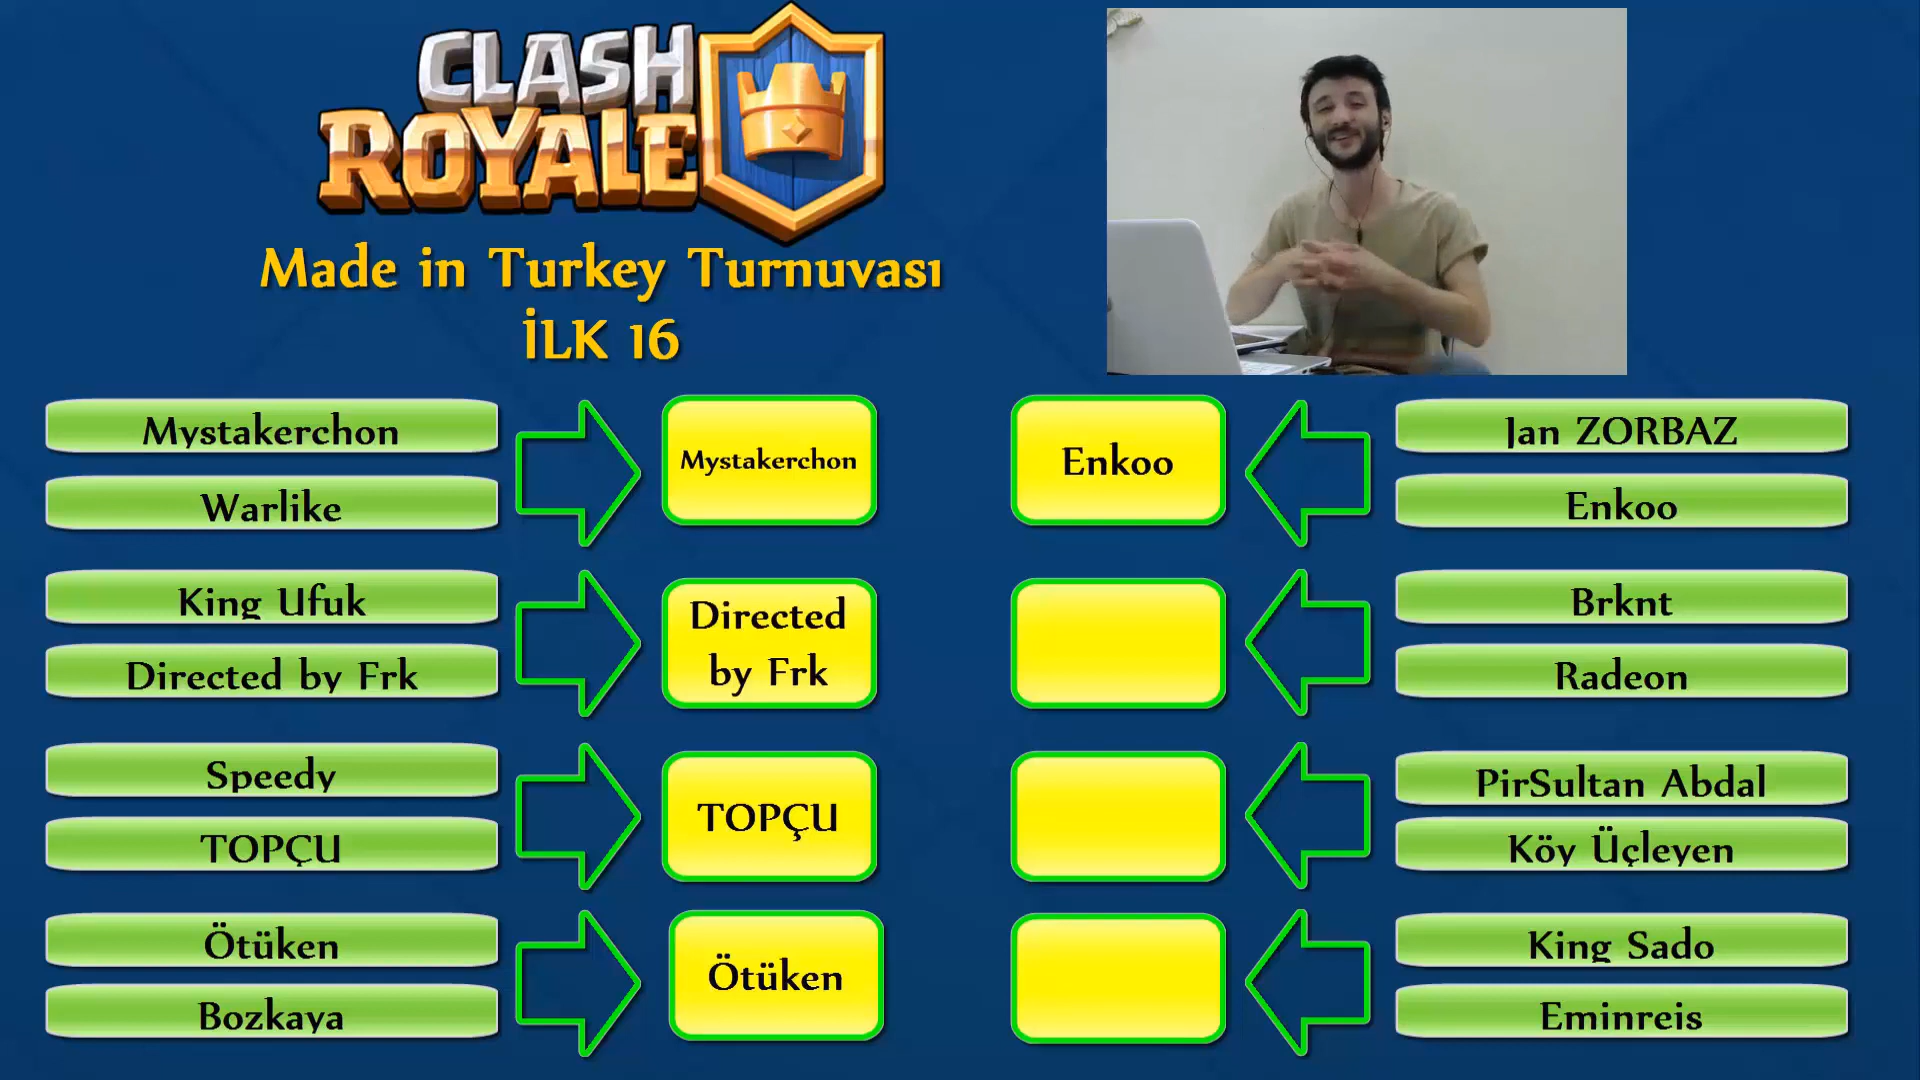 CLASH
ROYALE
Made in Turkey Turnuvası
İLK 16
Mystakerchon
Warlike
Mystakerchon
King Ufuk
Directed by Frk
Directed
by Frk
Speedy
TOPÇU
TOPÇU
Ötüken
Bozkaya
Ötüken
Enkoo
Jan ZORBAZ
Enkoo
Brknt
Radeon
PirSultan Abdal
Köy Üçleyen
King Sado
Eminreis